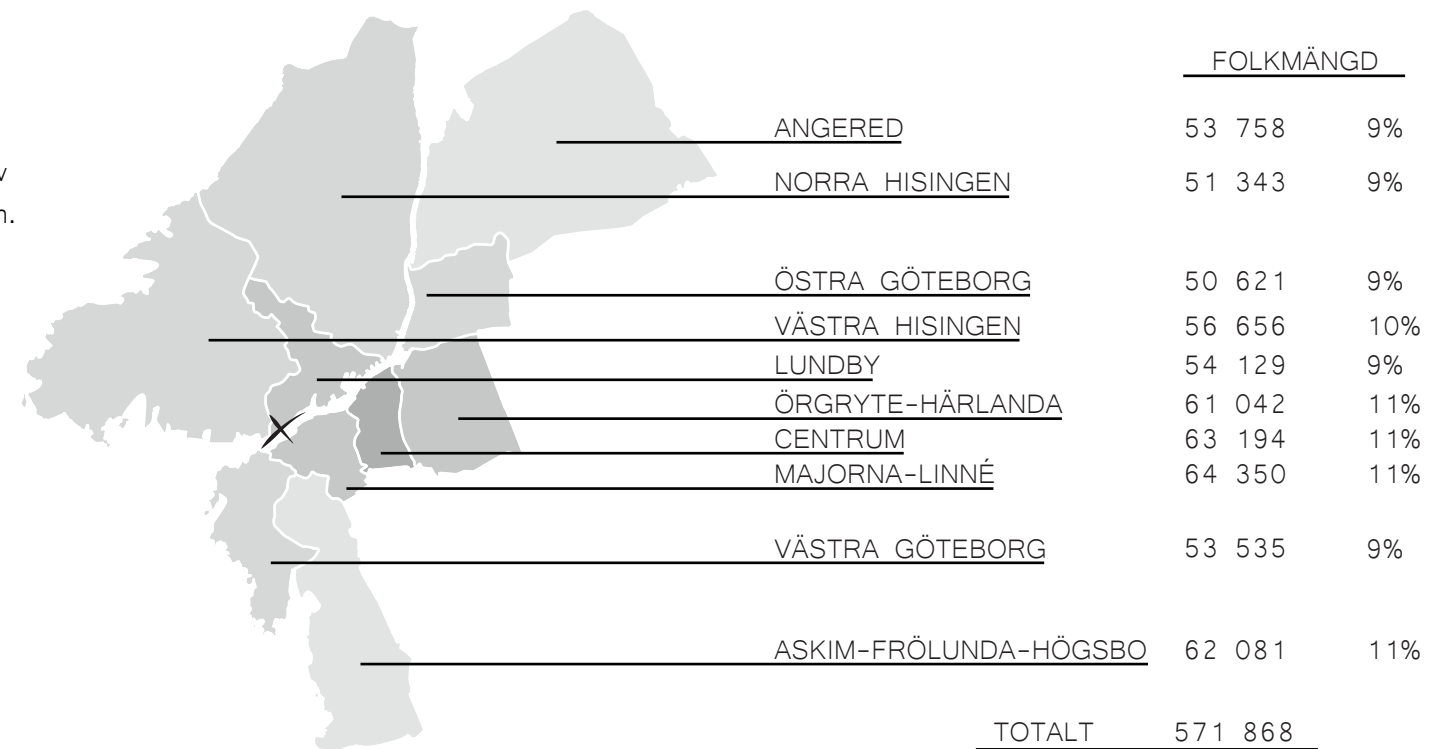 FOLKMÄNGD
ANGERED 53 758 9%
v
NORRA HISINGEN 51 343 9%
n.
ÖSTRA GÖTEBORG 50 621 9%
VÄSTRA HISINGEN 56 656 10%
LUNDBY 54 129 9%
ÖRGRYTE-HÄRLANDA 61 042 11%
CENTRUM 63 194 11%
MAJORNA-LINNÉ 64 350 11%
VÄSTRA GÖTEBORG 53 535 9%
ASKIM-FRÖLUNDA-HÖGSBO 62 081 11%
TOTALT 571 868